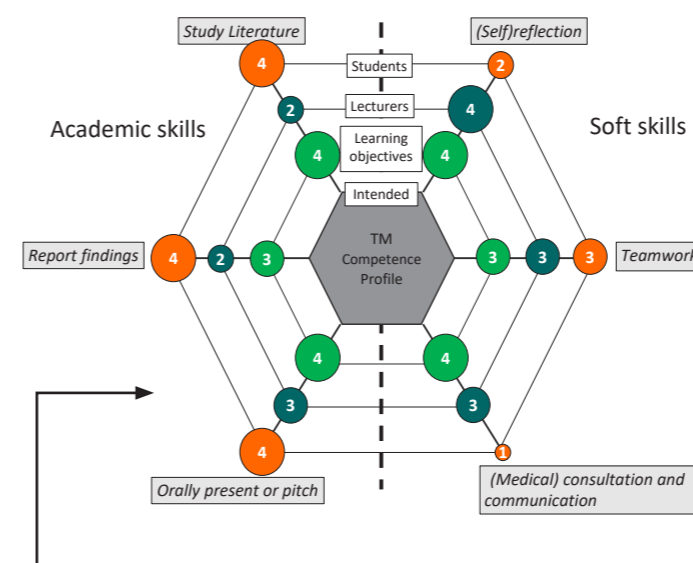 Study Literature
(Self)reflection
4
Students
2
Academic skills
2
Lecturers
4
Soft skills
4
Learning
objectives
4
Intended
Report findings
4
2
3
TM
Competence
Profile
3
3
3
Teamwork
4
4
3
3
4
1
Orally present or pitch
(Medical) consultation and
communication